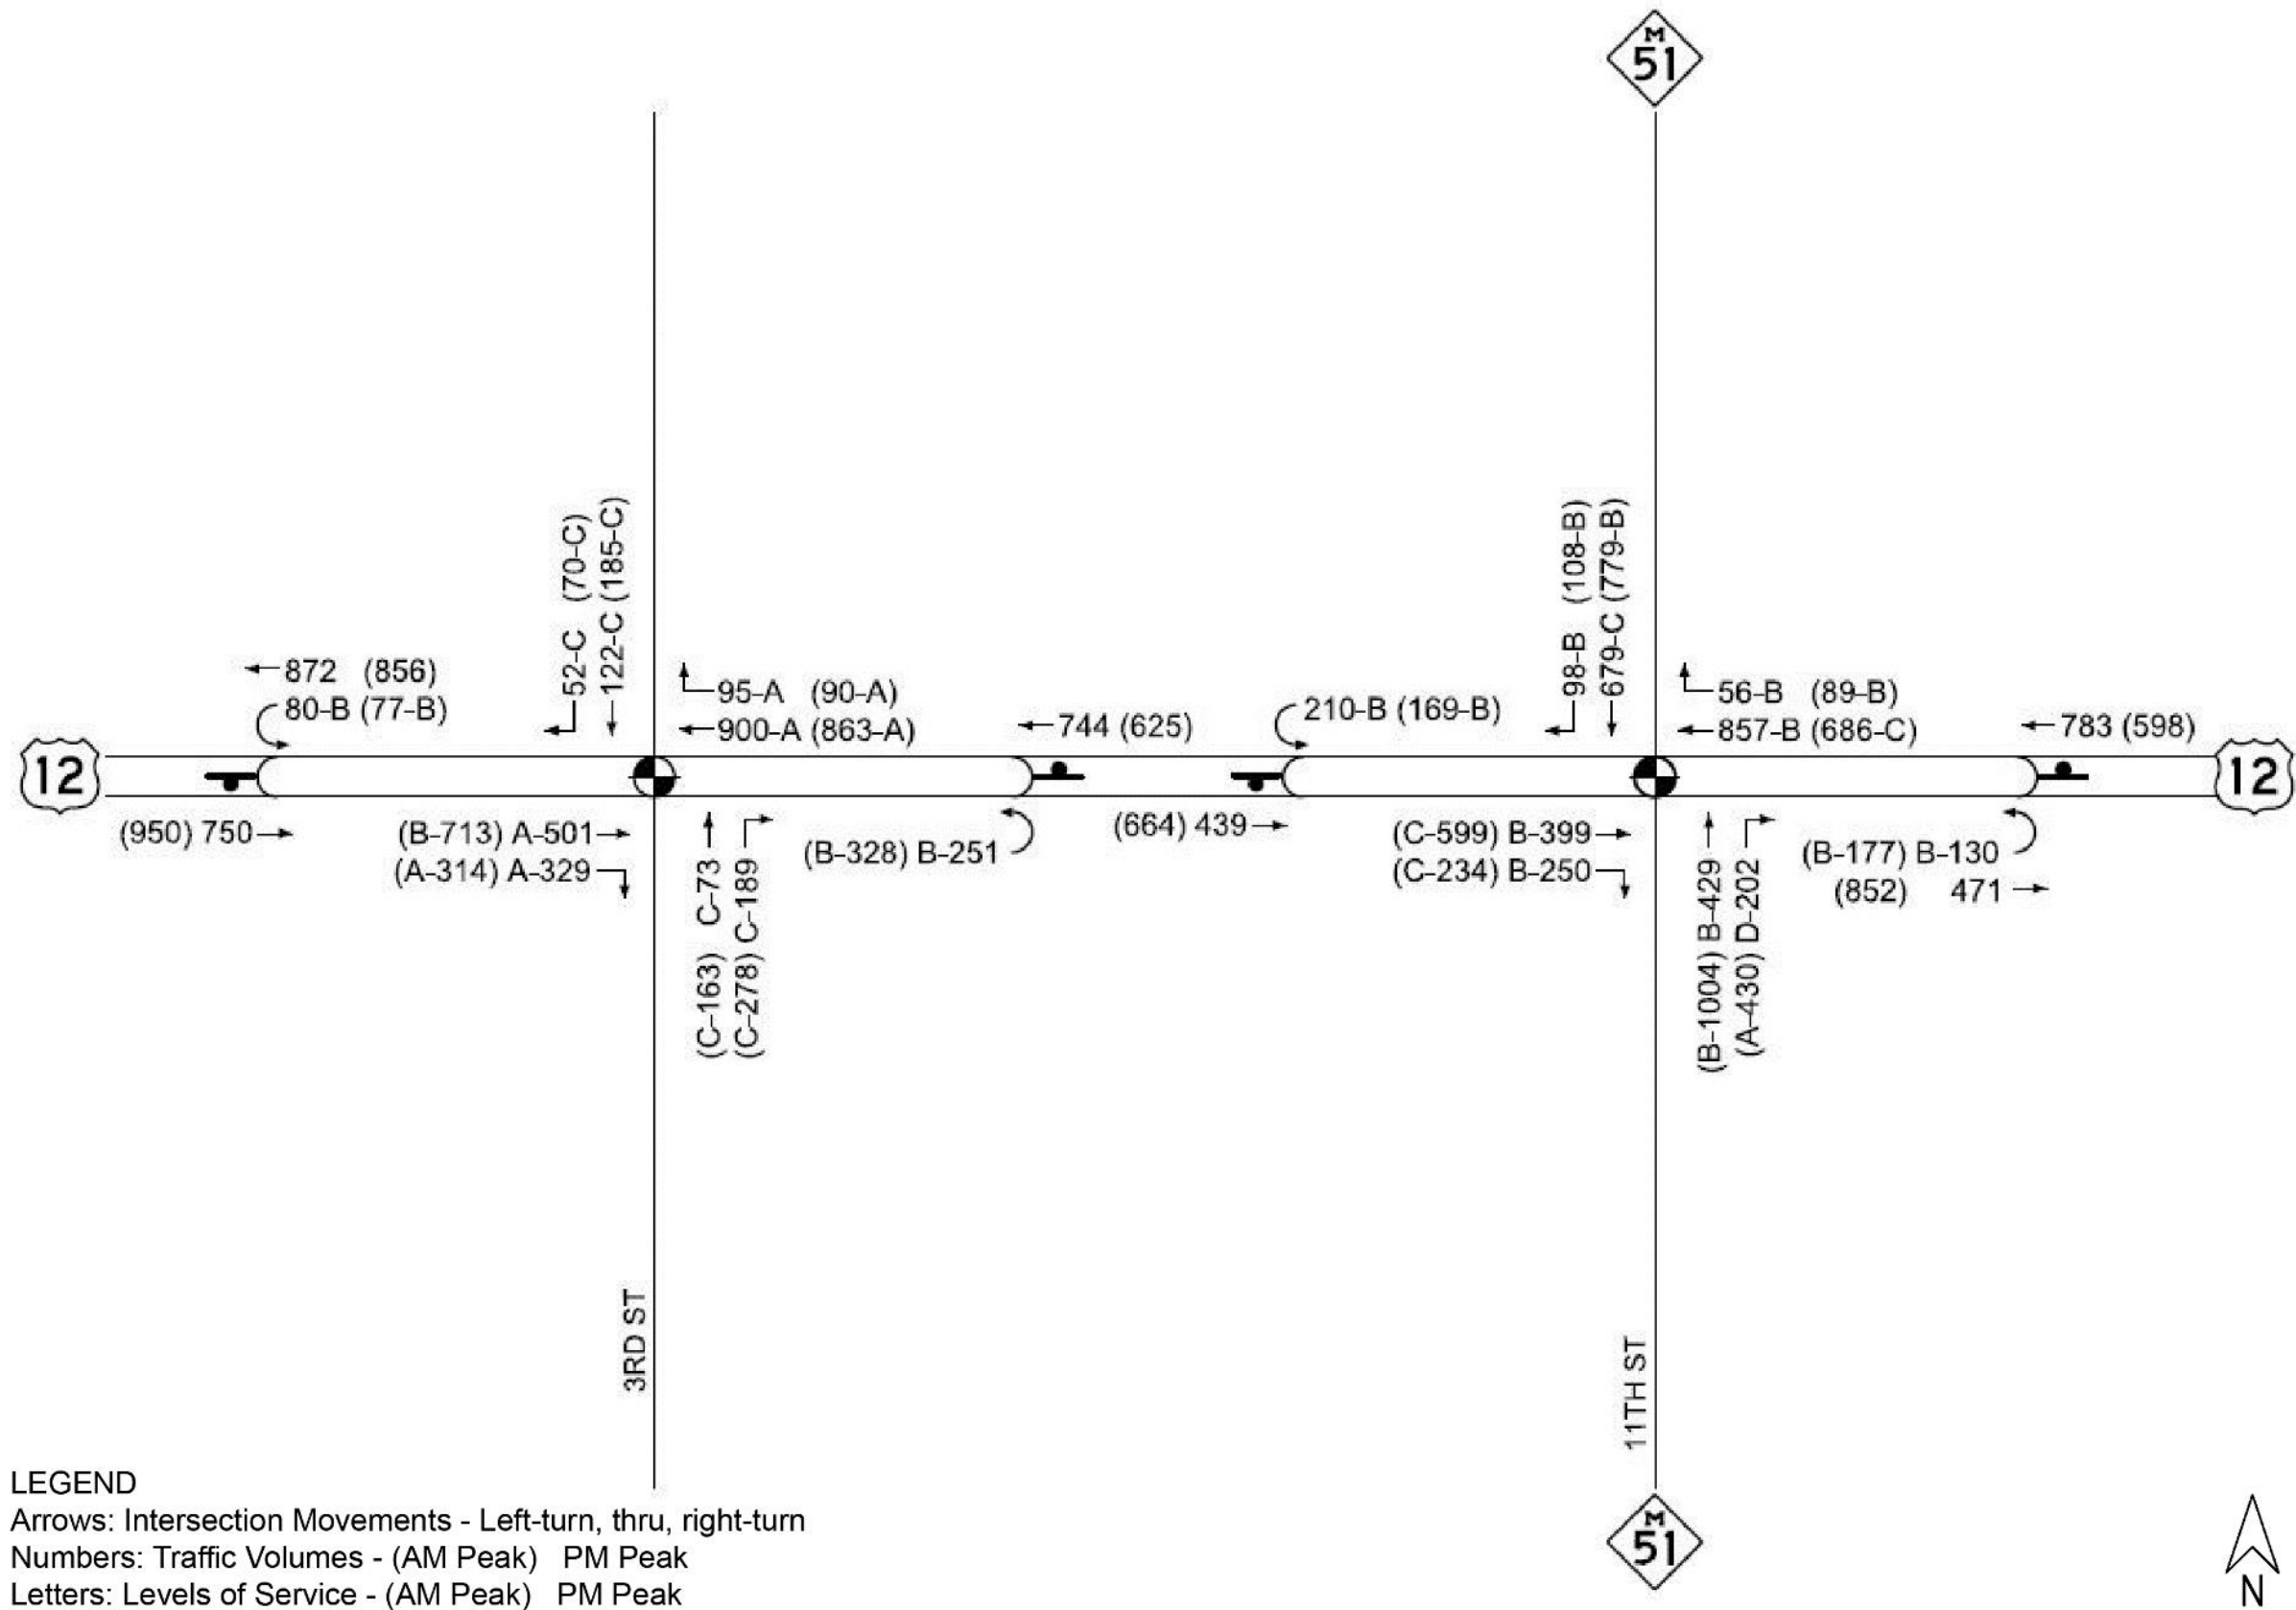 M
51
52-C (70-C)
122-C (185-C)
98-B (108-B)
679-C (779-B)
872 (856)
80-B (77-B)
95-A (90-A)
900-A (863-A)
744 (625)
210-B (169-B)
56-B (89-B)
857-B (686-C)
783 (598)
12
12
(950) 750
(B-713) A-501
(A-314) A-329
(C-163) C-73
(C-278) C-189
(B-328) B-251
(664) 439
(C-599) B-399
(C-234) B-250
(B-1004) B-429
(A-430) D-202
(B-177) B-130
(852) 471
3RD ST
11TH ST
LEGEND
Arrows: Intersection Movements - Left-turn, thru, right-turn
Numbers: Traffic Volumes - (AM Peak) PM Peak
Letters: Levels of Service - (AM Peak) PM Peak
M
51
N